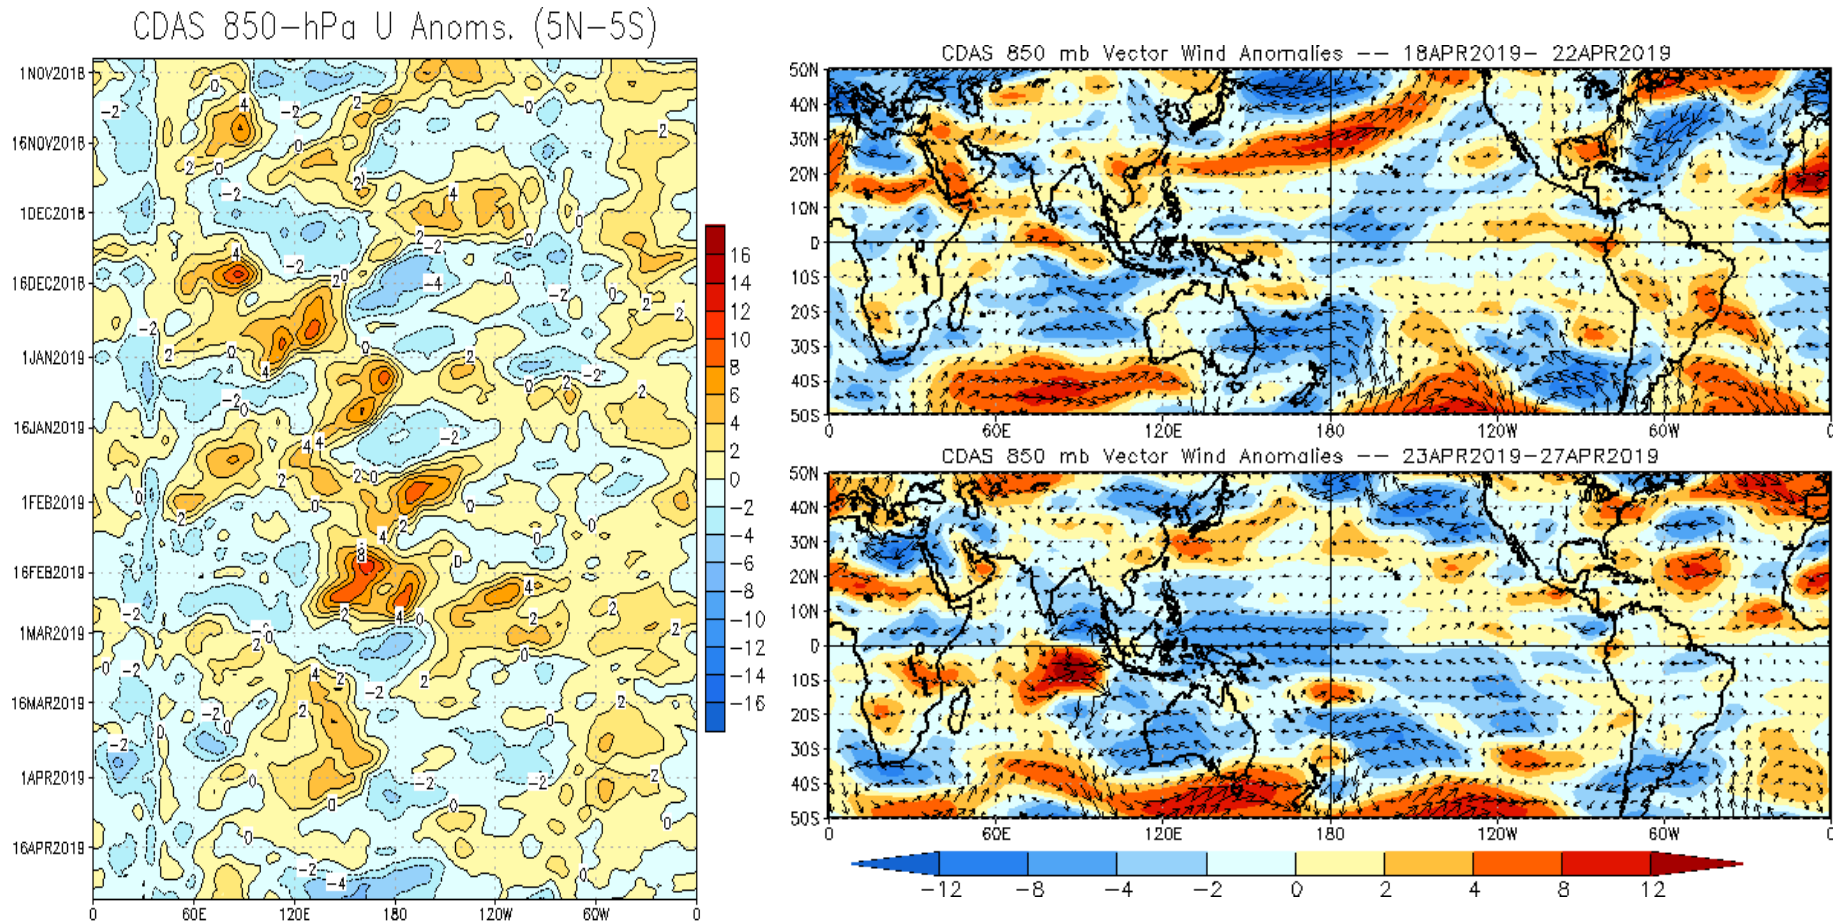 CDAS 850-hPa U Anoms. (5N-5S)
1NOV2018
16NOV2018
1DEC2018
16DEC2018
1JAN2019
16JAN2019
1FEB2019
16FEB2019
1MAR2019
16MAR2019
1APR2019
16APR2019
0 60E 120E 180 120W 60W 0
16
14
12
10
8
6
4
2
0
-2
-4
-6
-8
-10
-12
-14
-16
CDAS 850 mb Vector Wind Anomalies -- 18APR2019- 22APR2019
50N
40N
30N
20N
10N
0
10S
20S
30S
40S
50S
0 60E 120E 180 120W 60W 0
CDAS 850 mb Vector Wind Anomalies -- 23APR2019-27APR2019
50N
40N
30N
20N
10N
0
10S
20S
30S
40S
50S
0 60E 120E 180 120W 60W 0
-12 -8 -4 -2 0 2 4 8 12